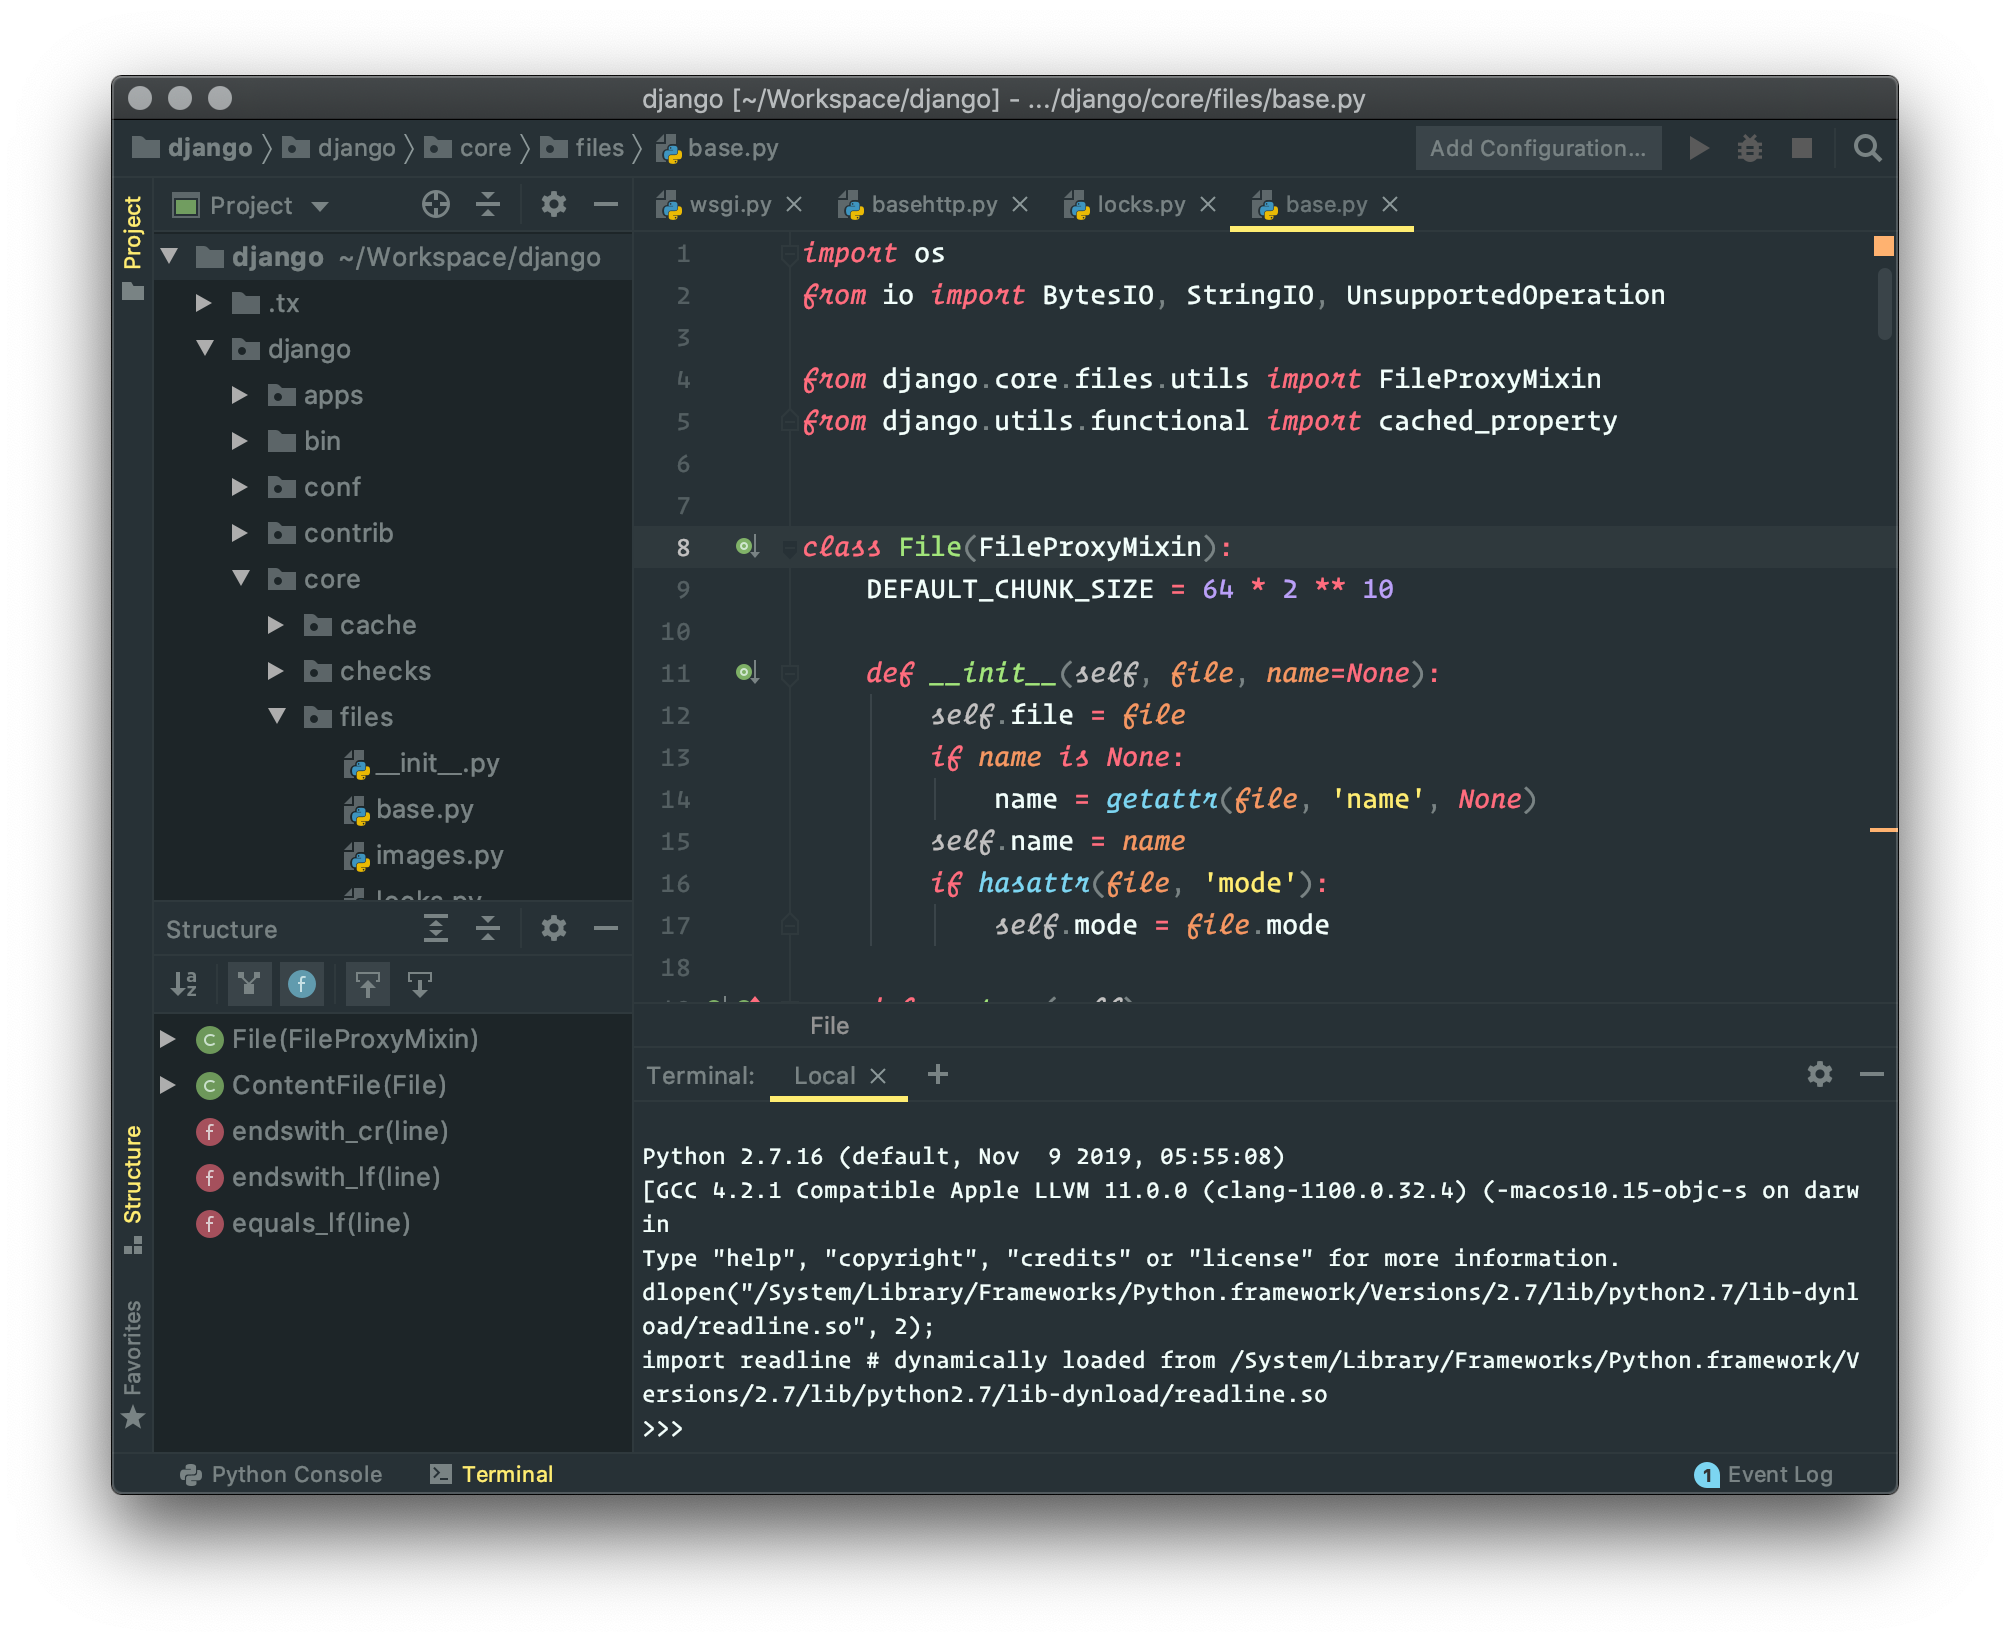 django [~/Workspace/django] - .../django/core/files/base.py
django django core files base.py
Add Configuration...
Project
Project
wsgi.py basehttp.py locks.py base.py
django ~/Workspace/django
.tx
django
apps
bin
conf
contrib
core
cache
checks
files
__init__.py
base.py
images.py
locks.py
1 import os
2 from io import BytesIO, StringIO, UnsupportedOperation
3
4 from django.core.files.utils import FileProxyMixin
5 from django.utils.functional import cached_property
6
7
8 class File(FileProxyMixin):
9 DEFAULT_CHUNK_SIZE = 64 * 2 ** 10
10
11 def __init__(self, file, name=None):
12 self.file = file
13 if name is None:
14 name = getattr(file, 'name', None)
15 self.name = name
16 if hasattr(file, 'mode'):
17 self.mode = file.mode
18
File
Structure
Structure
File(FileProxyMixin)
ContentFile(File)
endswith_cr(line)
endswith_lf(line)
equals_lf(line)
Favorites
Terminal: Local
Python 2.7.16 (default, Nov  9 2019, 05:55:08)
[GCC 4.2.1 Compatible Apple LLVM 11.0.0 (clang-1100.0.32.4) (-macos10.15-objc-s on darw
in
Type "help", "copyright", "credits" or "license" for more information.
dlopen("/System/Library/Frameworks/Python.framework/Versions/2.7/lib/python2.7/lib-dynl
oad/readline.so", 2);
import readline # dynamically loaded from /System/Library/Frameworks/Python.framework/V
ersions/2.7/lib/python2.7/lib-dynload/readline.so
>>>
Python Console Terminal 1 Event Log